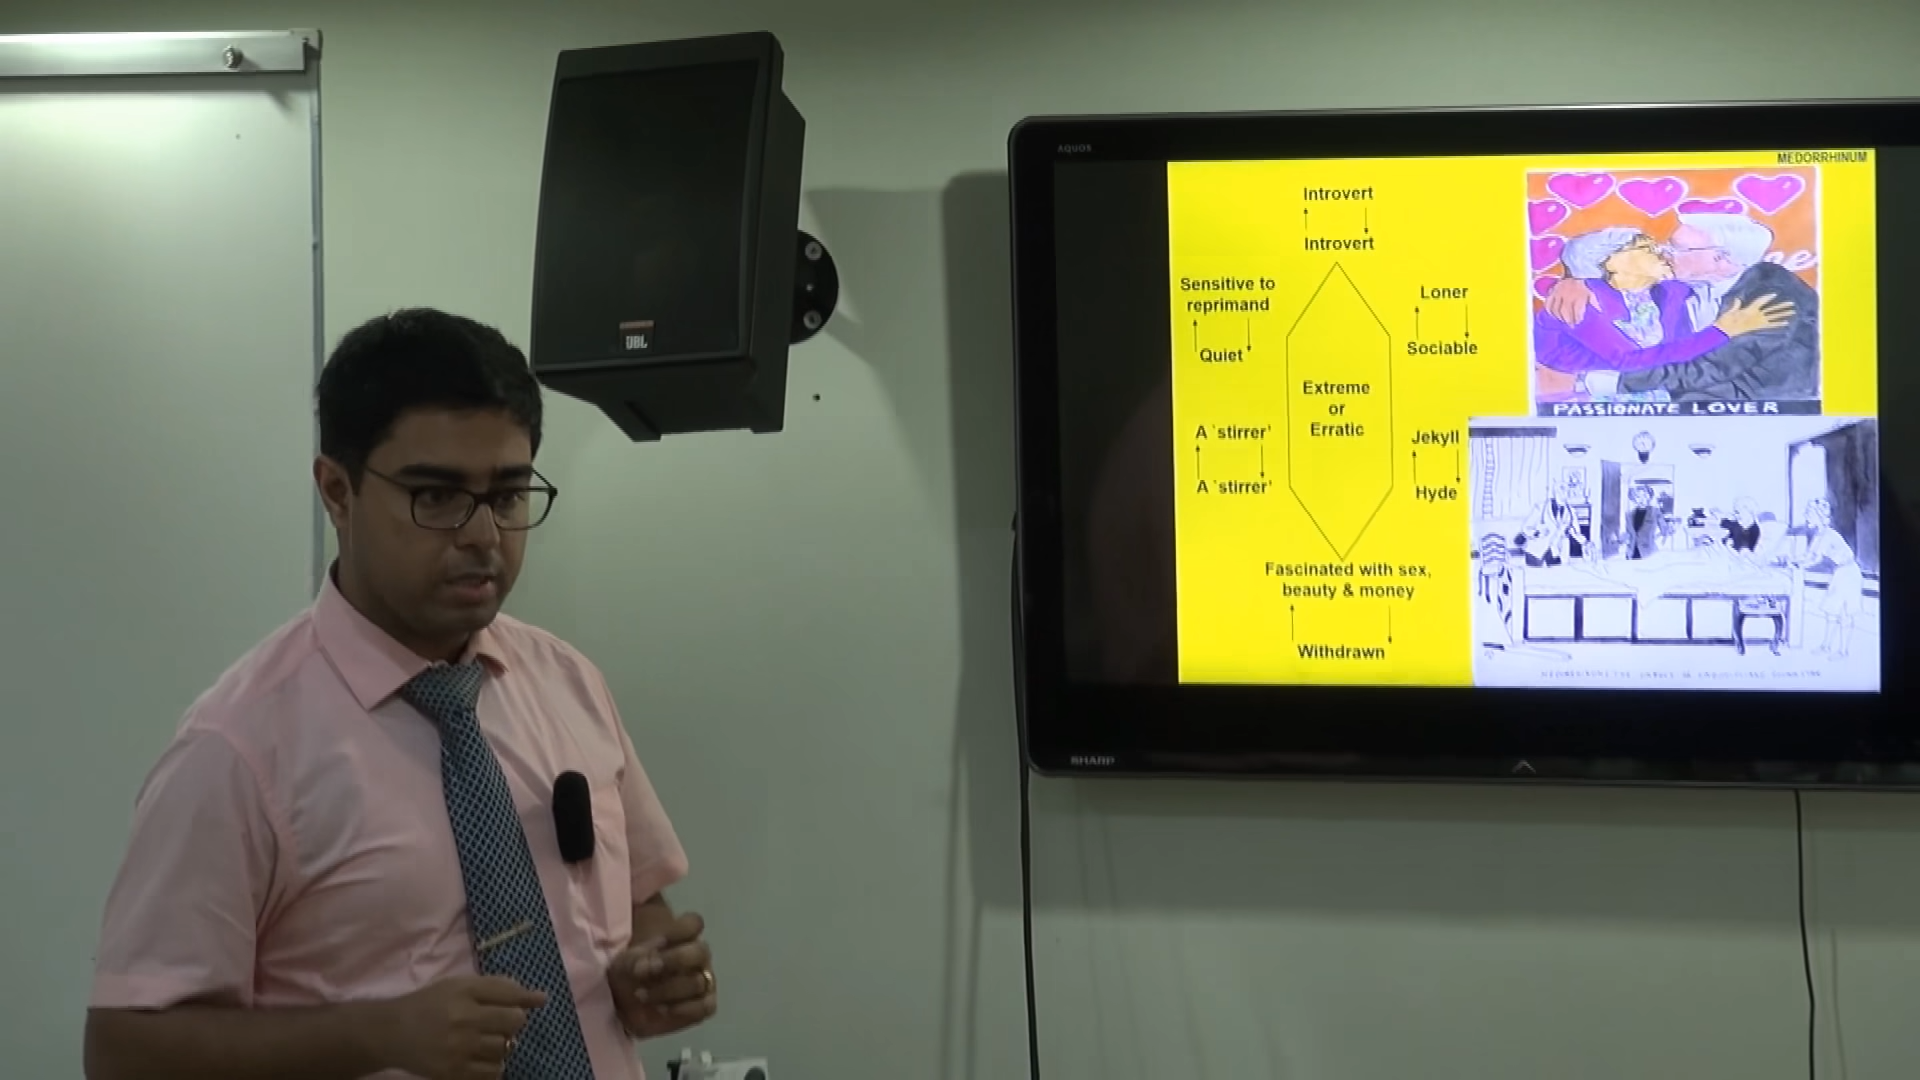 JBL
AQUOS
MEDORRHINUM
Introvert
Introvert
Sensitive to
reprimand
Quiet
Loner
Sociable
Extreme
or
Erratic
A 'stirrer'
A 'stirrer'
Jekyll
Hyde
Fascinated with sex,
beauty & money
Withdrawn
PASSIONATE LOVER
SHARP